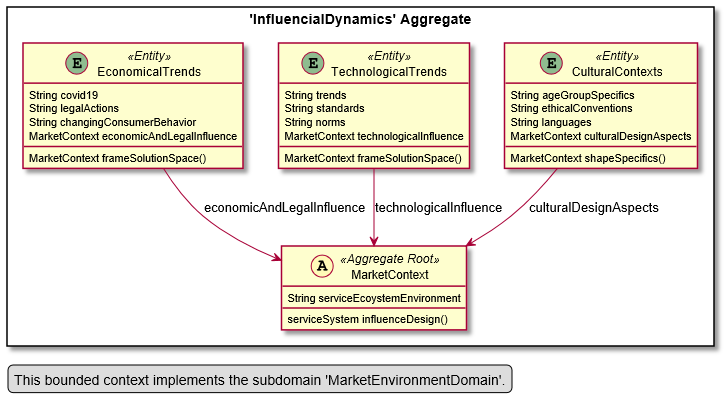 'InfluencialDynamics' Aggregate
E
«Entity»
EconomicalTrends
String covid19
String legalActions
String changingConsumerBehavior
MarketContext economicAndLegalInfluence
MarketContext frameSolutionSpace()
E
«Entity»
TechnologicalTrends
String trends
String standards
String norms
MarketContext technologicalInfluence
MarketContext frameSolutionSpace()
E
«Entity»
CulturalContexts
String ageGroupSpecifics
String ethicalConventions
String languages
MarketContext culturalDesignAspects
MarketContext shapeSpecifics()
economicAndLegalInfluence
technologicalInfluence
culturalDesignAspects
A
«Aggregate Root»
MarketContext
String serviceEcoystemEnvironment
serviceSystem influenceDesign()
This bounded context implements the subdomain 'MarketEnvironmentDomain'.